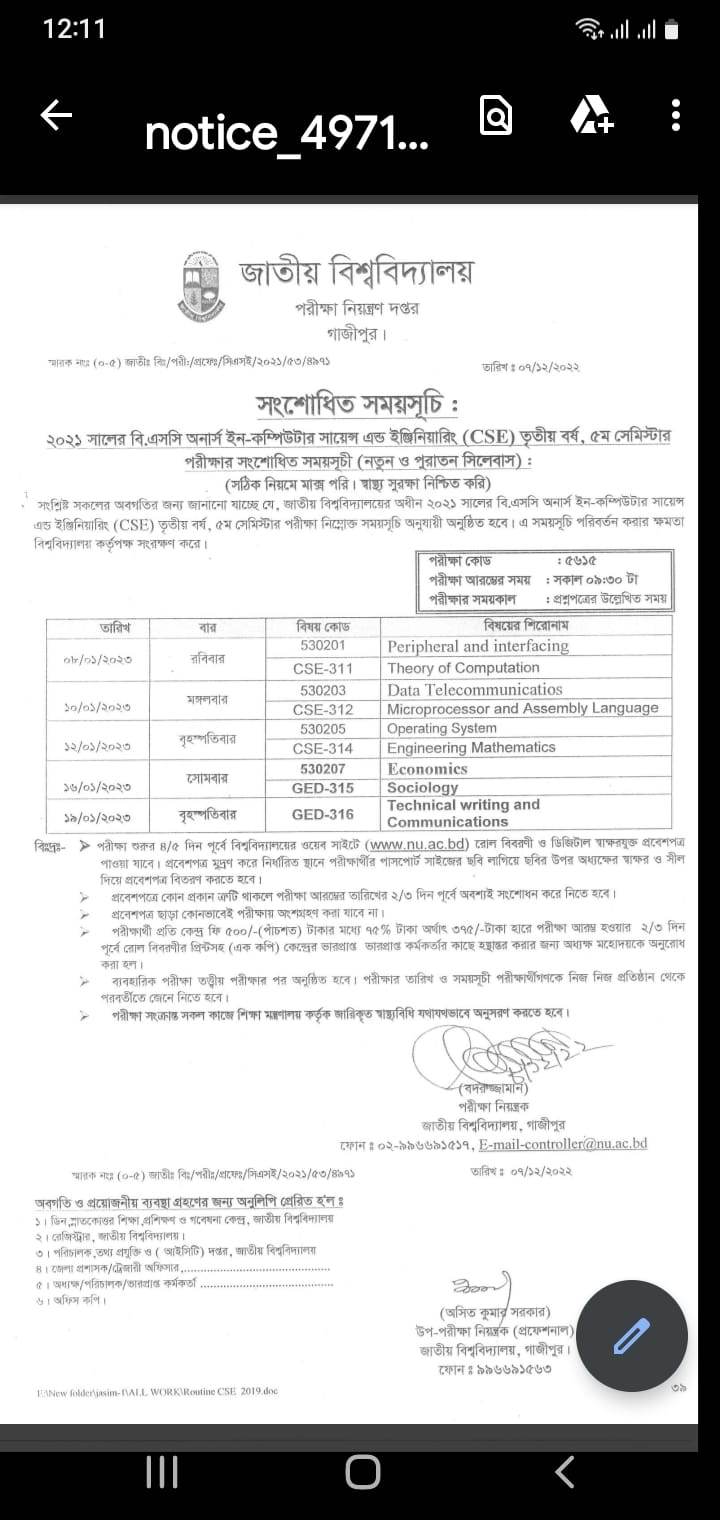 12:11
notice_4971...
জাতীয় বিশ্ববিদ্যালয়
পরীক্ষা নিয়ন্ত্রণ দপ্তর
গাজীপুর।
স্মারক নংঃ (০-৫) জাতীঃ বিঃ/পরীঃ/প্রফেঃ/সিএসই/২০২১/৫৩/৪৯৭১
তারিখ : ০৭/১২/২০২২
সংশোধিত সময়সূচি :
২০২১ সালের বি.এসসি অনার্স ইন-কম্পিউটার সায়েন্স এন্ড ইঞ্জিনিয়ারিং (CSE) তৃতীয় বর্ষ, ৫ম সেমিস্টার
পরীক্ষার সংশোধিত সময়সূচী (নতুন ও পুরাতন সিলেবাস) :
(সঠিক নিয়মে মাস্ক পরি। স্বাস্থ্য সুরক্ষা নিশ্চিত করি)
সংশ্লিষ্ট সকলের অবগতির জন্য জানানো যাচ্ছে যে, জাতীয় বিশ্ববিদ্যালয়ের অধীন ২০২১ সালের বি.এসসি অনার্স ইন-কম্পিউটার সায়েন্স
এন্ড ইঞ্জিনিয়ারিং (CSE) তৃতীয় বর্ষ, ৫ম সেমিস্টার পরীক্ষা নিম্নোক্ত সময়সূচি অনুযায়ী অনুষ্ঠিত হবে। এ সময়সূচি পরিবর্তন করার ক্ষমতা
বিশ্ববিদ্যালয় কর্তৃপক্ষ সংরক্ষণ করে।
পরীক্ষা কোড : ৫৬১৫
পরীক্ষা আরম্ভের সময় : সকাল ০৯:৩০ টা
পরীক্ষার সময়কাল : প্রশ্নপত্রের উল্লেখিত সময়
তারিখ বার বিষয় কোড বিষয়ের শিরোনাম
০৮/০১/২০২৩ রবিবার 530201 Peripheral and interfacing
CSE-311 Theory of Computation
১০/০১/২০২৩ মঙ্গলবার 530203 Data Telecommunicatios
CSE-312 Microprocessor and Assembly Language
১২/০১/২০২৩ বৃহস্পতিবার 530205 Operating System
CSE-314 Engineering Mathematics
১৬/০১/২০২৩ সোমবার 530207 Economics
GED-315 Sociology
১৯/০১/২০২৩ বৃহস্পতিবার GED-316 Technical writing and
Communications
বিঃদ্রঃ- ➢ পরীক্ষা শুরুর ৪/৫ দিন পূর্বে বিশ্ববিদ্যালয়ের ওয়েব সাইটে (www.nu.ac.bd) রোল বিবরণী ও ডিজিটাল স্বাক্ষরযুক্ত প্রবেশপত্র
পাওয়া যাবে। প্রবেশপত্র মুদ্রণ করে নির্ধারিত স্থানে পরীক্ষার্থীর পাসপোর্ট সাইজের ছবি লাগিয়ে ছবির উপর অধ্যক্ষের স্বাক্ষর ও সীল
দিয়ে প্রবেশপত্র বিতরণ করতে হবে।
➢ প্রবেশপত্রে কোন প্রকান ত্রুটি থাকলে পরীক্ষা আরম্ভের তারিখের ২/৩ দিন পূর্বে অবশ্যই সংশোধন করে নিতে হবে।
➢ প্রবেশপত্র ছাড়া কোনভাবেই পরীক্ষায় অংশগ্রহণ করা যাবে না।
➢ পরীক্ষার্থী প্রতি কেন্দ্র ফি ৫০০/-(পাঁচশত) টাকার মধ্যে ৭৫% টাকা অর্থাৎ ৩৭৫/-টাকা হারে পরীক্ষা আরম্ভ হওয়ার ২/৩ দিন
পূর্বে রোল বিবরণীর প্রিন্টসহ (এক কপি) কেন্দ্রের ভারপ্রাপ্ত ভারপ্রাপ্ত কর্মকর্তার কাছে হস্তান্তর করার জন্য অধ্যক্ষ মহোদয়কে অনুরোধ
করা হল।
➢ ব্যবহারিক পরীক্ষা তত্ত্বীয় পরীক্ষার পর অনুষ্ঠিত হবে। পরীক্ষার তারিখ ও সময়সূচী পরীক্ষার্থীগণকে নিজ নিজ প্রতিষ্ঠান থেকে
পরবর্তীতে জেনে নিতে হবে।
➢ পরীক্ষা সংক্রান্ত সকল কাজে শিক্ষা মন্ত্রণালয় কর্তৃক জারিকৃত স্বাস্থ্যবিধি যথাযথভাবে অনুসরণ করতে হবে।
(বদরুজ্জামান)
পরীক্ষা নিয়ন্ত্রক
জাতীয় বিশ্ববিদ্যালয়, গাজীপুর
ফোন ঃ ০২-৯৯৬৬৯১৫১৭, E-mail-controller@nu.ac.bd
স্মারক নংঃ (০-৫) জাতীঃ বিঃ/পরীঃ/প্রফেঃ/সিএসই/২০২১/৫৩/৪৯৭১
তারিখ : ০৭/১২/২০২২
অবগতি ও প্রয়োজনীয় ব্যবস্থা গ্রহণের জন্য অনুলিপি প্রেরিত হ'ল ঃ
১। ডিন,স্নাতকোত্তর শিক্ষা,প্রশিক্ষণ ও গবেষনা কেন্দ্র, জাতীয় বিশ্ববিদ্যালয়
২। রেজিস্ট্রার, জাতীয় বিশ্ববিদ্যালয়।
৩। পরিচালক,তথ্য প্রযুক্তি ও ( আইসিটি) দপ্তর, জাতীয় বিশ্ববিদ্যালয়
৪। জেলা প্রশাসক/ট্রেজারী অফিসার,......................................
৫। অধ্যক্ষ/পরিচালক/ভারপ্রাপ্ত কর্মকর্তা ..................................
৬। অফিস কপি।
(অসিত কুমার সরকার)
উপ-পরীক্ষা নিয়ন্ত্রক (প্রফেশনাল)
জাতীয় বিশ্ববিদ্যালয়, গাজীপুর।
ফোন ঃ ৯৯৬৬৯১৫৬৩
E:\New folder\jasim-1\ALL WORK\Routine CSE 2019.doc
৩৯